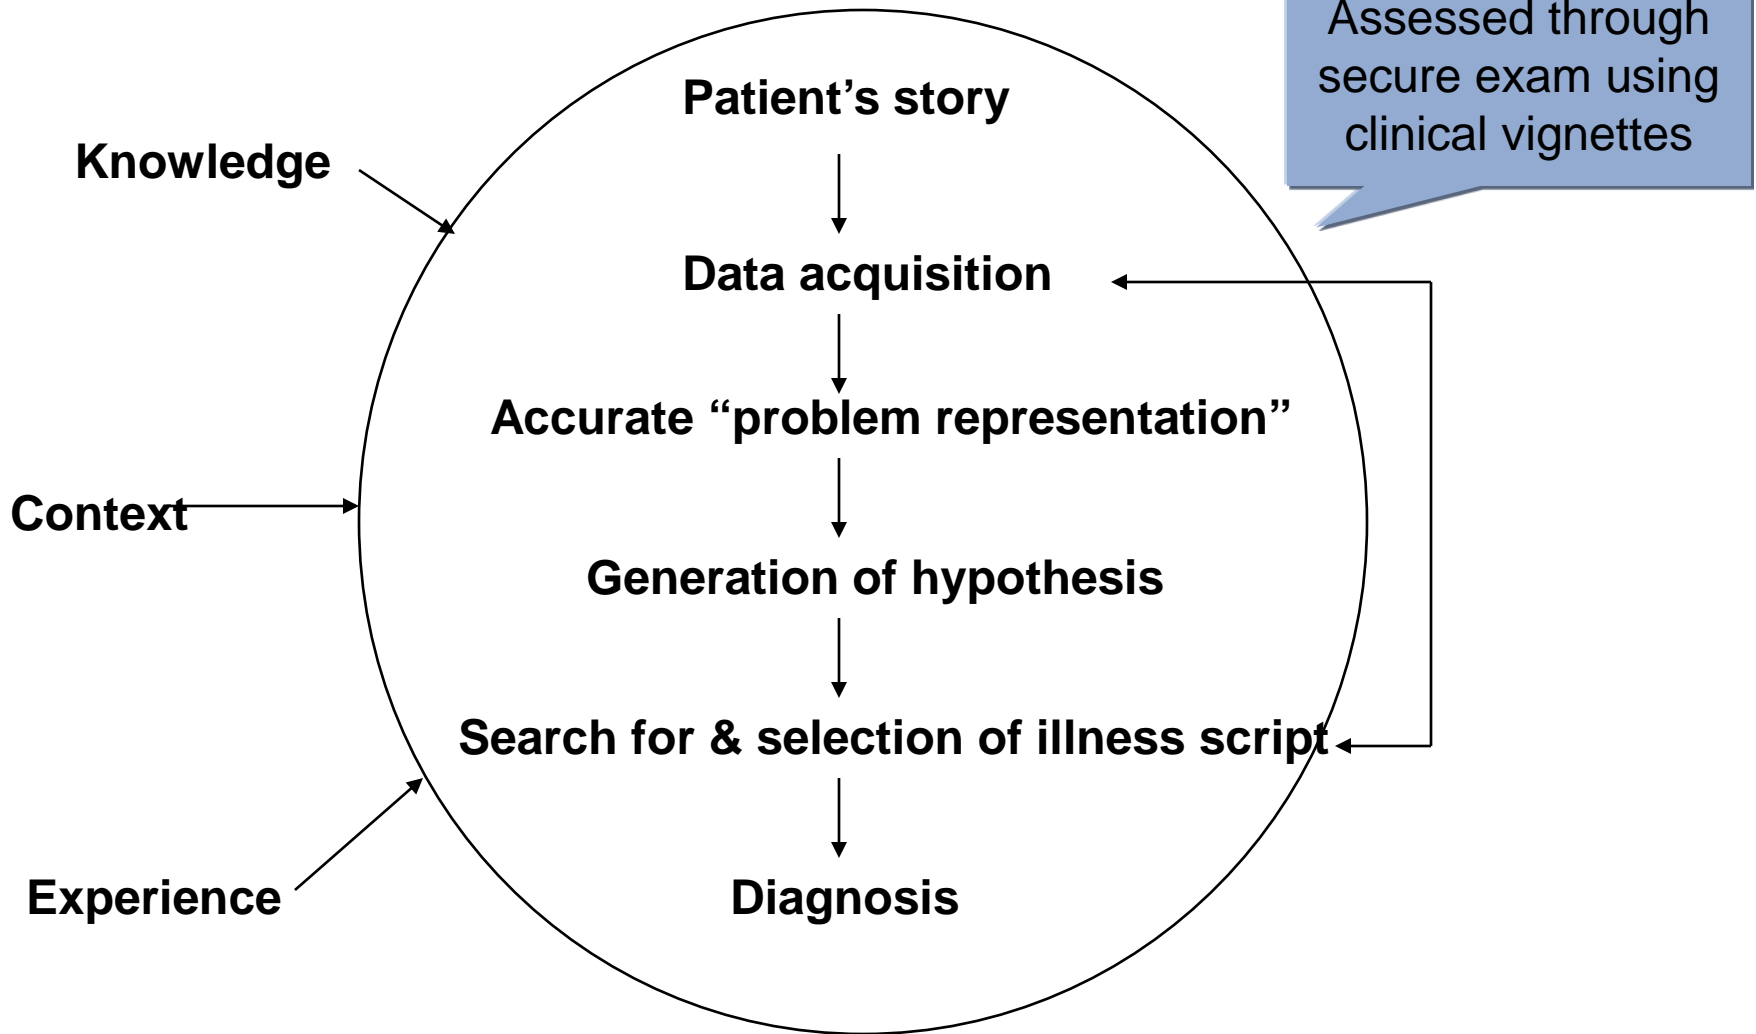 Assessed through
secure exam using
clinical vignettes
Patient’s story
Knowledge
Data acquisition
Accurate “problem representation”
Context
Generation of hypothesis
Search for & selection of illness script
Experience
Diagnosis